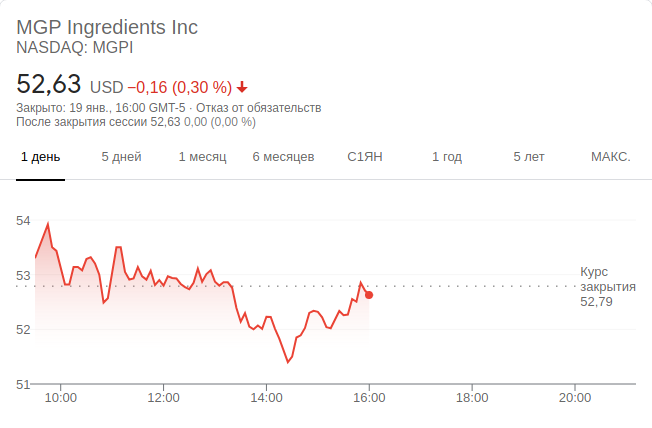 MGP Ingredients Inc
NASDAQ: MGPI
52,63 USD −0,16 (0,30 %)
Закрыто: 19 янв., 16:00 GMT-5 · Отказ от обязательств
После закрытия сессии 52,63 0,00 (0,00 %)
1 день 5 дней 1 месяц 6 месяцев С1ЯН 1 год 5 лет МАКС.
54
53
52
51
Курс
закрытия
52,79
10:00 12:00 14:00 16:00 18:00 20:00